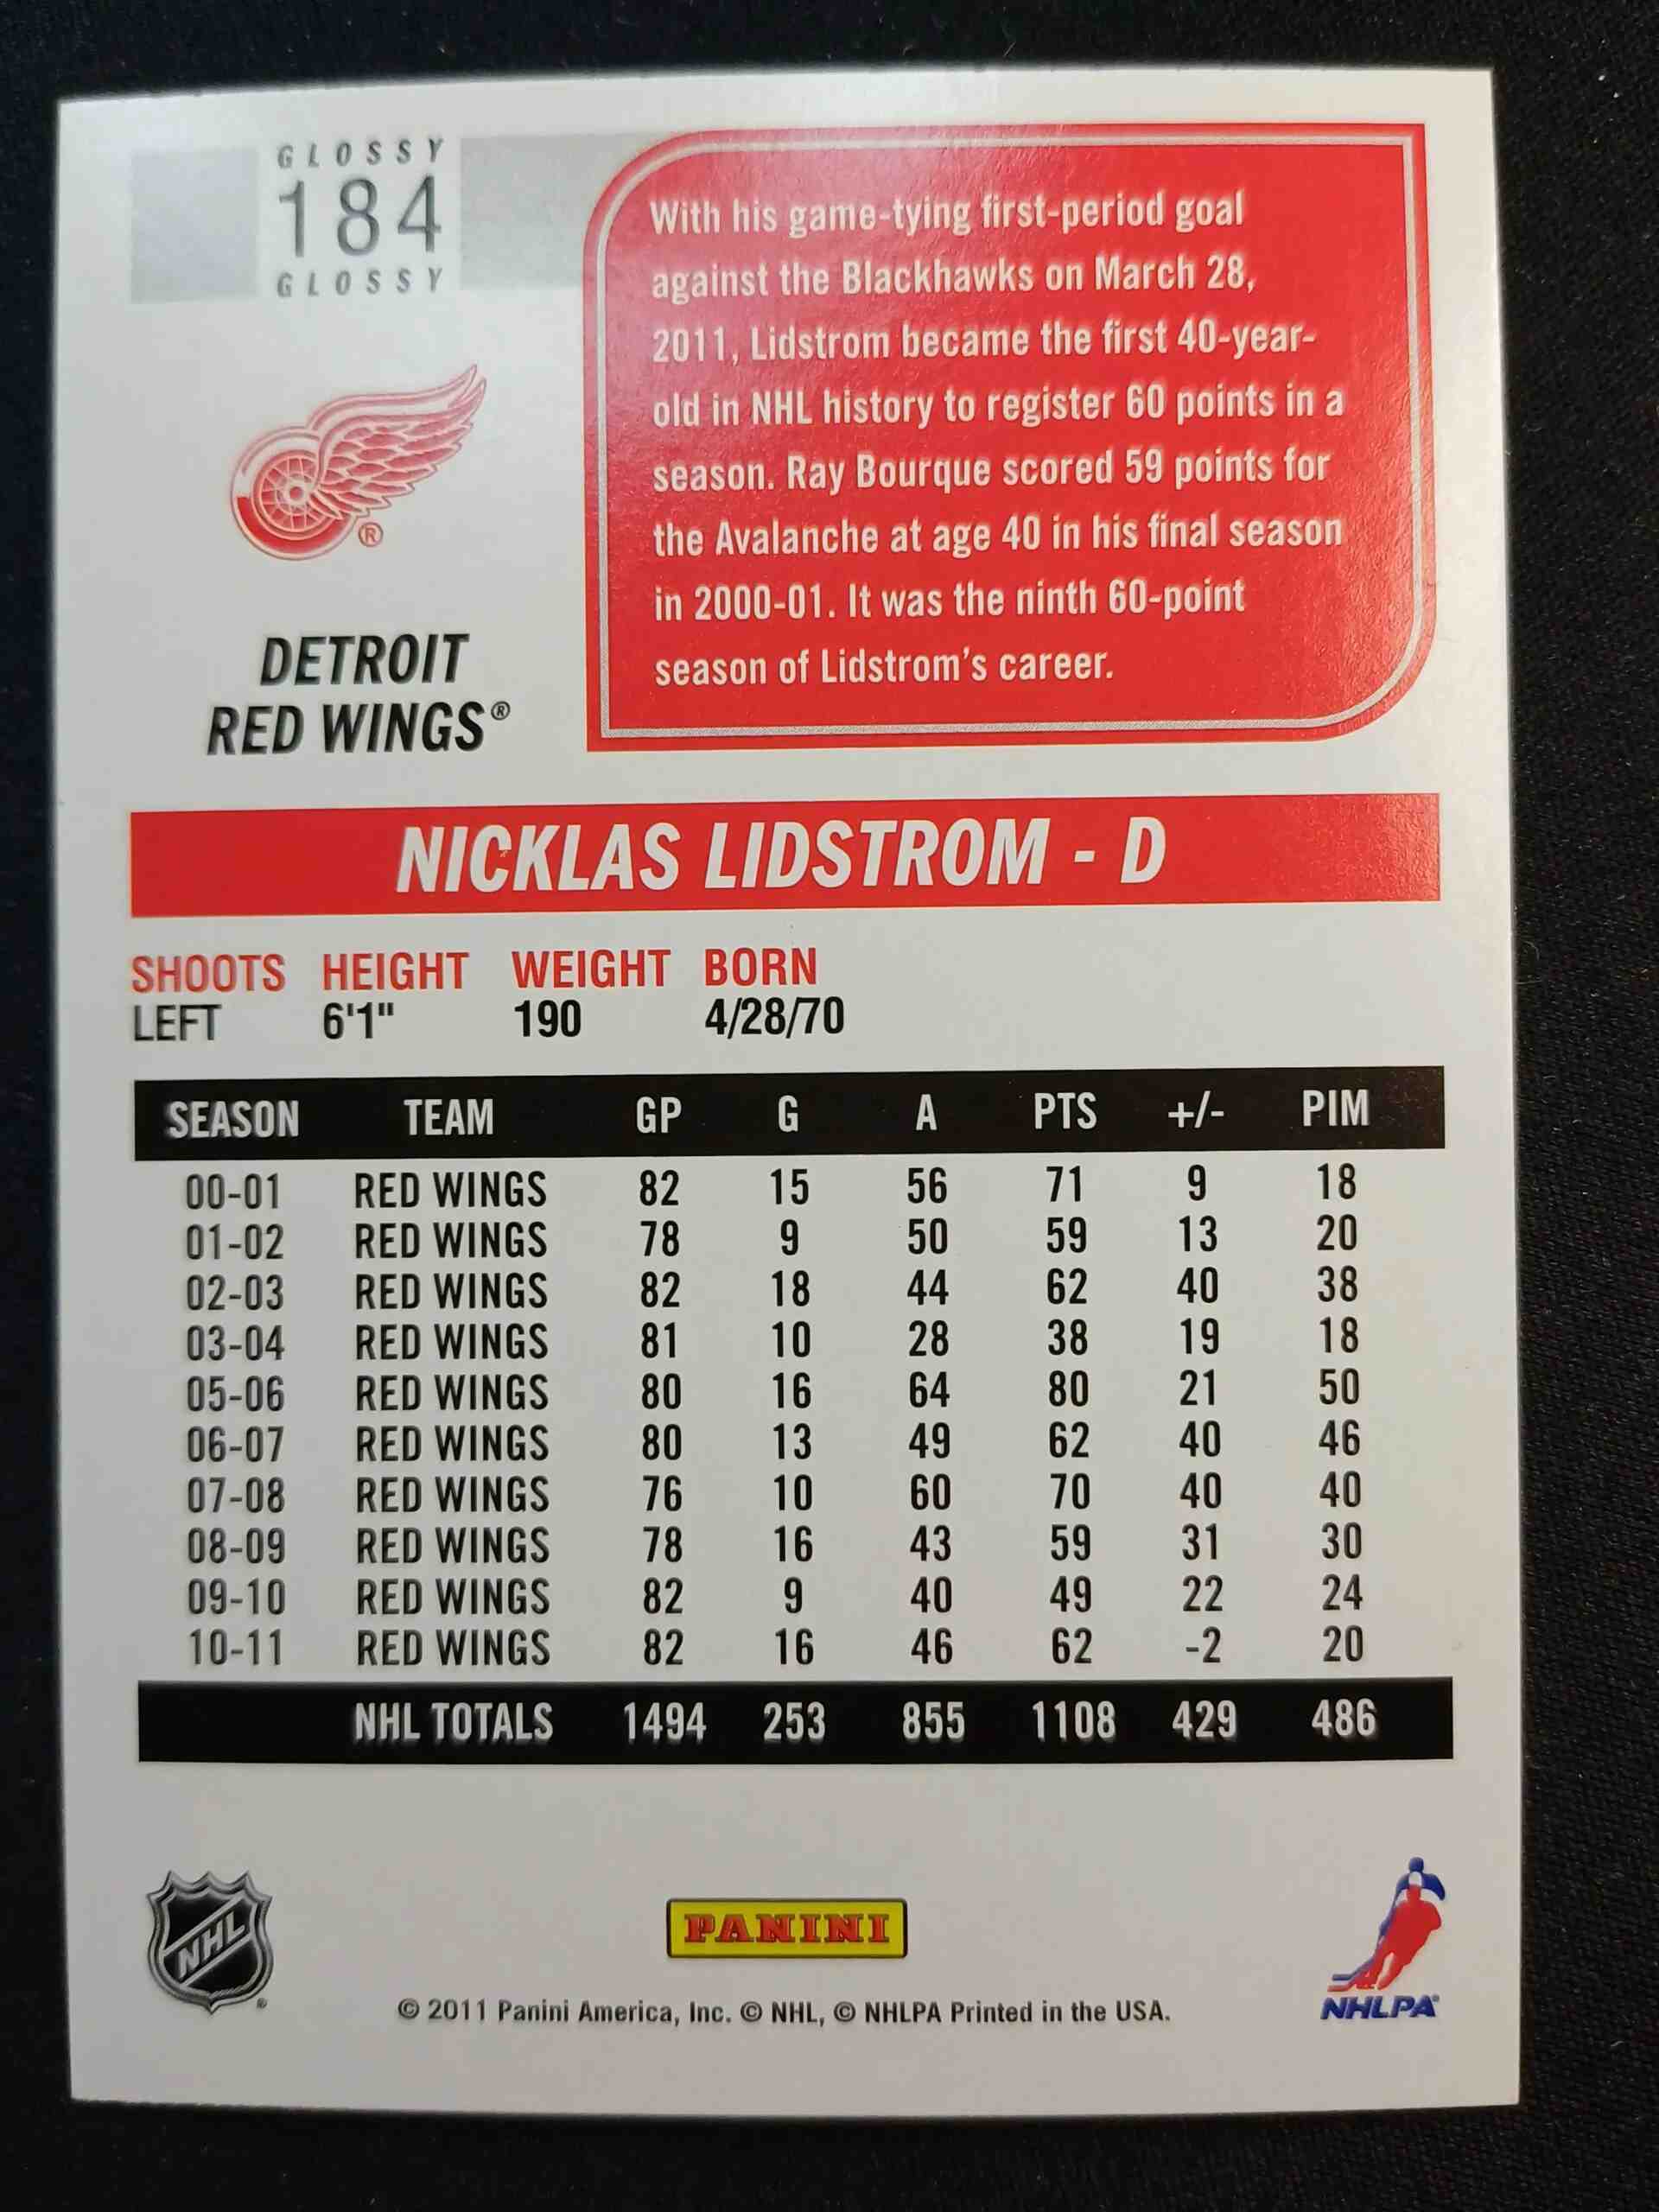 GLOSSY
184
GLOSSY
®
DETROIT
RED WINGS®
With his game-tying first-period goal
against the Blackhawks on March 28,
2011, Lidstrom became the first 40-year-
old in NHL history to register 60 points in a
season. Ray Bourque scored 59 points for
the Avalanche at age 40 in his final season
in 2000-01. It was the ninth 60-point
season of Lidstrom's career.
NICKLAS LIDSTROM - D
SHOOTS HEIGHT WEIGHT BORN
LEFT 6'1" 190 4/28/70
SEASON TEAM GP G A PTS +/- PIM
00-01 RED WINGS 82 15 56 71 9 18
01-02 RED WINGS 78 9 50 59 13 20
02-03 RED WINGS 82 18 44 62 40 38
03-04 RED WINGS 81 10 28 38 19 18
05-06 RED WINGS 80 16 64 80 21 50
06-07 RED WINGS 80 13 49 62 40 46
07-08 RED WINGS 76 10 60 70 40 40
08-09 RED WINGS 78 16 43 59 31 30
09-10 RED WINGS 82 9 40 49 22 24
10-11 RED WINGS 82 16 46 62 -2 20
NHL TOTALS 1494 253 855 1108 429 486
NHL
PANINI
NHLPA
© 2011 Panini America, Inc. © NHL, © NHLPA Printed in the USA.